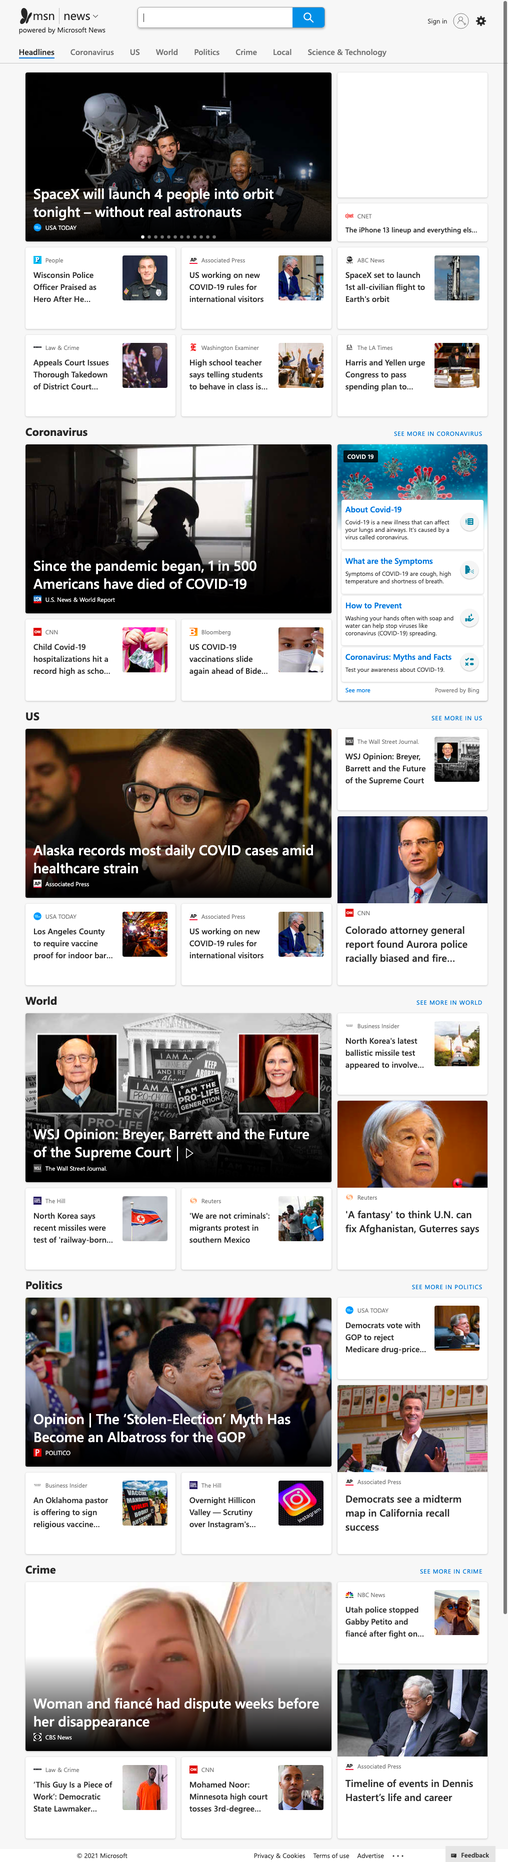 msn | news
powered by Microsoft News
Sign in
Headlines
Coronavirus
US
World
Politics
Crime
Local
Science & Technology
SpaceX will launch 4 people into orbit
tonight – without real astronauts
USA TODAY
CNET
The iPhone 13 lineup and everything els...
People
Wisconsin Police
Officer Praised as
Hero After He...
Associated Press
US working on new
COVID-19 rules for
international visitors
ABC News
SpaceX set to launch
1st all-civilian flight to
Earth's orbit
Law & Crime
Appeals Court Issues
Thorough Takedown
of District Court...
Washington Examiner
High school teacher
says telling students
to behave in class is...
The LA Times
Harris and Yellen urge
Congress to pass
spending plan to...
Coronavirus
SEE MORE IN CORONAVIRUS
Since the pandemic began, 1 in 500
Americans have died of COVID-19
U.S. News & World Report
COVID 19
About Covid-19
Covid-19 is a new illness that can affect
your lungs and airways. It's caused by a
virus called coronavirus.
What are the Symptoms
Symptoms of COVID-19 are cough, high
temperature and shortness of breath.
How to Prevent
Washing your hands often with soap and
water can help stop viruses like
coronavirus (COVID-19) spreading.
Coronavirus: Myths and Facts
Test your awareness about COVID-19.
See more
Powered by Bing
CNN
Child Covid-19
hospitalizations hit a
record high as scho...
Bloomberg
US COVID-19
vaccinations slide
again ahead of Bide...
US
SEE MORE IN US
Alaska records most daily COVID cases amid
healthcare strain
Associated Press
The Wall Street Journal.
WSJ Opinion: Breyer,
Barrett and the Future
of the Supreme Court
CNN
Colorado attorney general
report found Aurora police
racially biased and fire...
USA TODAY
Los Angeles County
to require vaccine
proof for indoor bar...
Associated Press
US working on new
COVID-19 rules for
international visitors
World
SEE MORE IN WORLD
I AM A...
I AM THE
PRO-LIFE
GENERATION
WSJ Opinion: Breyer, Barrett and the Future
of the Supreme Court |
The Wall Street Journal.
Business Insider
North Korea's latest
ballistic missile test
appeared to involve...
Reuters
'A fantasy' to think U.N. can
fix Afghanistan, Guterres says
The Hill
North Korea says
recent missiles were
test of 'railway-born...
Reuters
'We are not criminals':
migrants protest in
southern Mexico
Politics
SEE MORE IN POLITICS
Opinion | The ‘Stolen-Election’ Myth Has
Become an Albatross for the GOP
POLITICO
USA TODAY
Democrats vote with
GOP to reject
Medicare drug-price...
Associated Press
Democrats see a midterm
map in California recall
success
Business Insider
An Oklahoma pastor
is offering to sign
religious vaccine...
The Hill
Overnight Hillicon
Valley — Scrutiny
over Instagram's...
Instagram
Crime
SEE MORE IN CRIME
Woman and fiancé had dispute weeks before
her disappearance
CBS News
NBC News
Utah police stopped
Gabby Petito and
fiancé after fight on...
Associated Press
Timeline of events in Dennis
Hastert's life and career
Law & Crime
'This Guy Is a Piece of
Work': Democratic
State Lawmaker...
CNN
Mohamed Noor:
Minnesota high court
tosses 3rd-degree...
© 2021 Microsoft
Privacy & Cookies
Terms of use
Advertise
Feedback